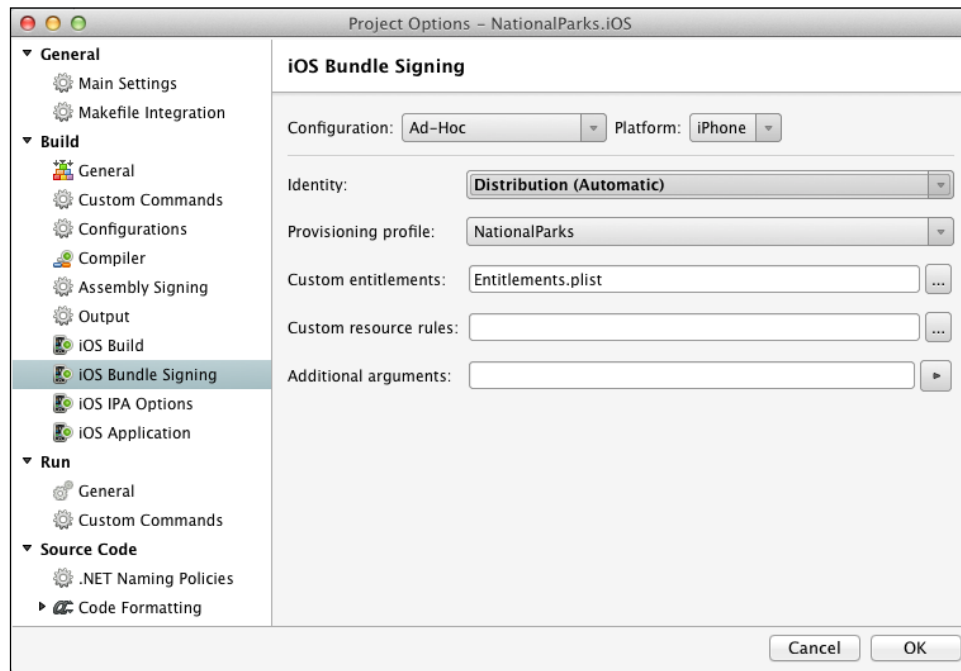 Project Options – NationalParks.iOS
General
Main Settings
Makefile Integration
Build
General
Custom Commands
Configurations
Compiler
Assembly Signing
Output
iOS Build
iOS Bundle Signing
iOS IPA Options
iOS Application
Run
General
Custom Commands
Source Code
.NET Naming Policies
Code Formatting
iOS Bundle Signing
Configuration: Ad-Hoc Platform: iPhone
Identity: Distribution (Automatic)
Provisioning profile: NationalParks
Custom entitlements: Entitlements.plist ...
Custom resource rules: ...
Additional arguments:
Cancel OK